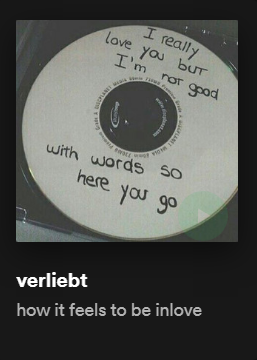 I really
love you but
I'm not good
with words so
here you go
verliebt
how it feels to be inlove